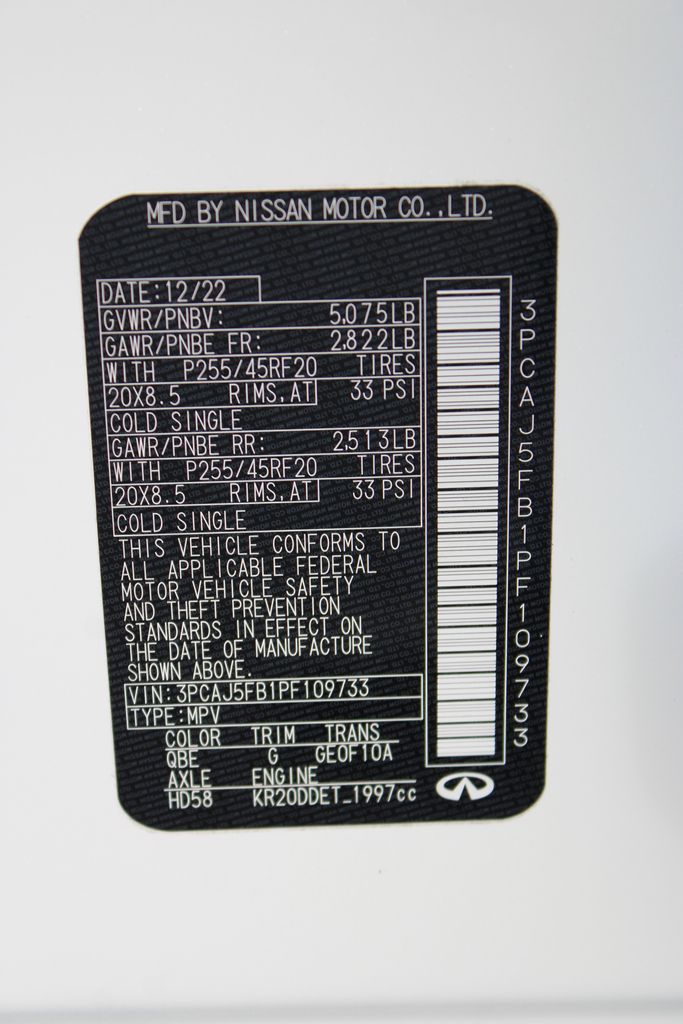 MFD BY NISSAN MOTOR CO.,LTD.
DATE:12/22
GVWR/PNBV: 5,075LB
GAWR/PNBE FR: 2,822LB
WITH P255/45RF20 TIRES
20X8.5 RIMS,AT 33 PSI
COLD SINGLE
GAWR/PNBE RR: 2,513LB
WITH P255/45RF20 TIRES
20X8.5 RIMS,AT 33 PSI
COLD SINGLE
THIS VEHICLE CONFORMS TO
ALL APPLICABLE FEDERAL
MOTOR VEHICLE SAFETY
AND THEFT PREVENTION
STANDARDS IN EFFECT ON
THE DATE OF MANUFACTURE
SHOWN ABOVE.
VIN:3PCAJ5FB1PF109733
TYPE:MPV
COLOR TRIM TRANS
QBE G GE0F10A
AXLE ENGINE
HD58 KR20DDET_1997cc
3PCAJ5FB1PF109733